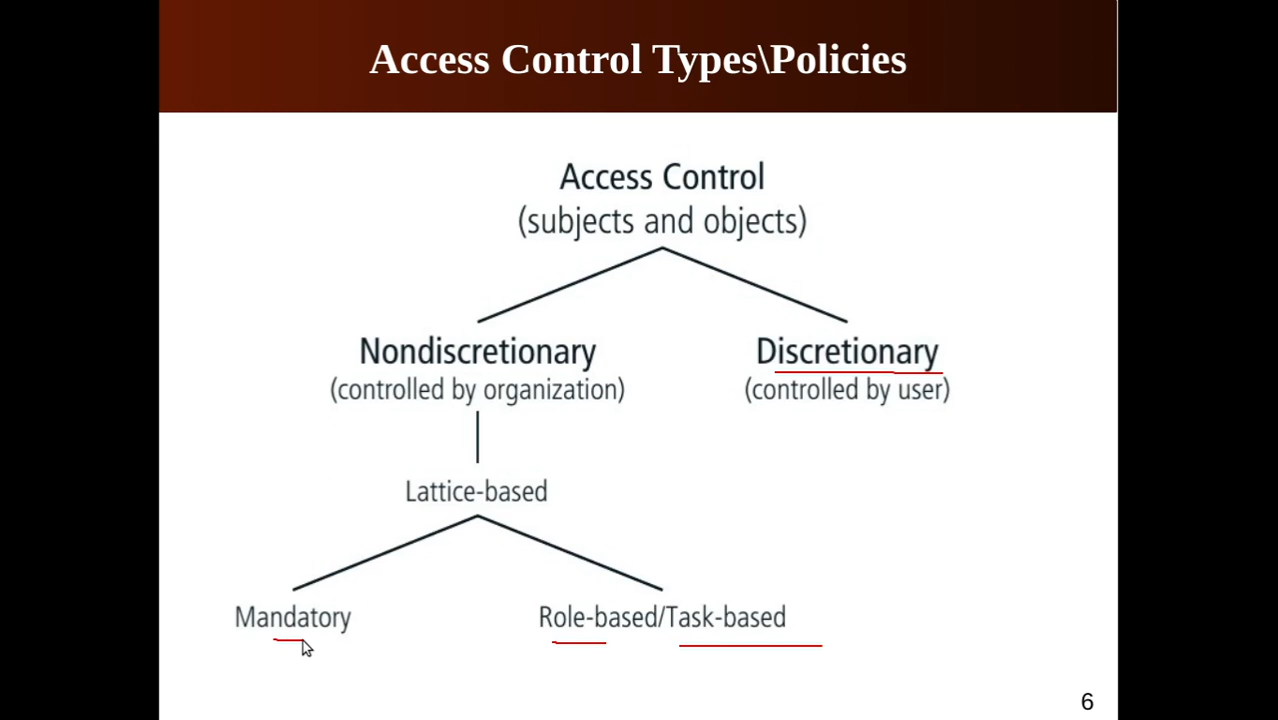 Access Control Types\Policies
Access Control
(subjects and objects)
Nondiscretionary
Discretionary
(controlled by organization)
(controlled by user)
Lattice-based
Mandatory
Role-based/Task-based
6